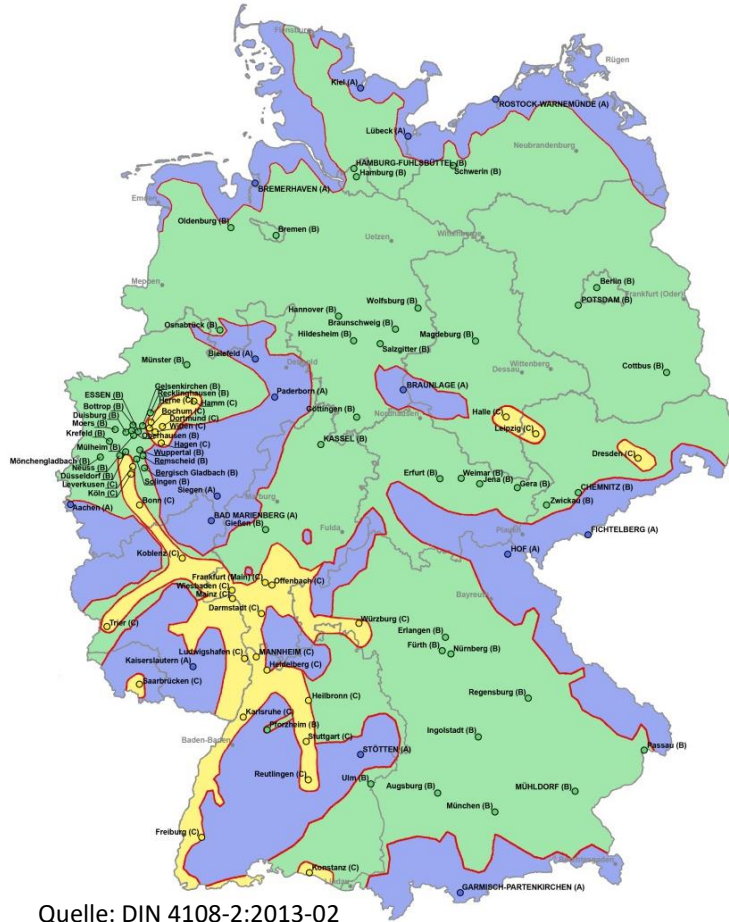 Flensburg
Rügen
Kiel (A)
ROSTOCK-WARNEMÜNDE (A)
Lübeck (A)
Neubrandenburg
HAMBURG-FUHLSBÜTTEL (B)
Schwerin (B)
Hamburg (B)
BREMERHAVEN (A)
Emden
Oldenburg (B)
Bremen (B)
Uelzen
Wittenberge
Meppen
Berlin (B)
Frankfurt (Oder)
POTSDAM (B)
Wolfsburg (B)
Hannover (B)
Braunschweig (B)
Osnabrück (B)
Hildesheim (B)
Magdeburg (B)
Salzgitter (B)
Bielefeld (A)
Münster (B)
Detmold
Wittenberg
Dessau
Cottbus (B)
Gelsenkirchen (B)
Recklinghausen (B)
ESSEN (B)
Herne (C)
Hamm (C)
Paderborn (A)
BRAUNLAGE (A)
Bottrop (B)
Bochum (C)
Duisburg (B)
Dortmund (C)
Göttingen (B)
Nordhausen
Halle (C)
Moers (B)
Witten (C)
Krefeld (B)
Oberhausen (B)
Leipzig (C)
Mülheim (B)
Hagen (C)
KASSEL (B)
Wuppertal (B)
Dresden (C)
Mönchengladbach (B)
Remscheid (B)
Neuss (B)
Bergisch Gladbach (B)
Düsseldorf (B)
Solingen (B)
Erfurt (B)
Weimar (B)
Jena (B)
Gera (B)
CHEMNITZ (B)
Leverkusen (C)
Siegen (A)
Köln (C)
Marburg
Zwickau (B)
Bonn (C)
Aachen (A)
BAD MARIENBERG (A)
Gießen (B)
Fulda
Plauen
FICHTELBERG (A)
Koblenz (C)
HOF (A)
Frankfurt (Main) (C)
Offenbach (C)
Wiesbaden (C)
Mainz (C)
Bayreuth
Darmstadt (C)
Würzburg (C)
Trier (C)
Erlangen (B)
Fürth (B)
Nürnberg (B)
Ludwigshafen (C)
MANNHEIM (C)
Kaiserslautern (A)
Heidelberg (C)
Saarbrücken (C)
Heilbronn (C)
Regensburg (B)
Karlsruhe (C)
Pforzheim (B)
Ingolstadt (B)
Baden-Baden
Stuttgart (C)
STÖTTEN (A)
Passau (B)
Reutlingen (C)
Ulm (B)
Augsburg (B)
MÜHLDORF (B)
München (B)
Freiburg (C)
Berchtesgaden
Konstanz (C)
Lindau
GARMISCH-PARTENKIRCHEN (A)
Quelle: DIN 4108-2:2013-02